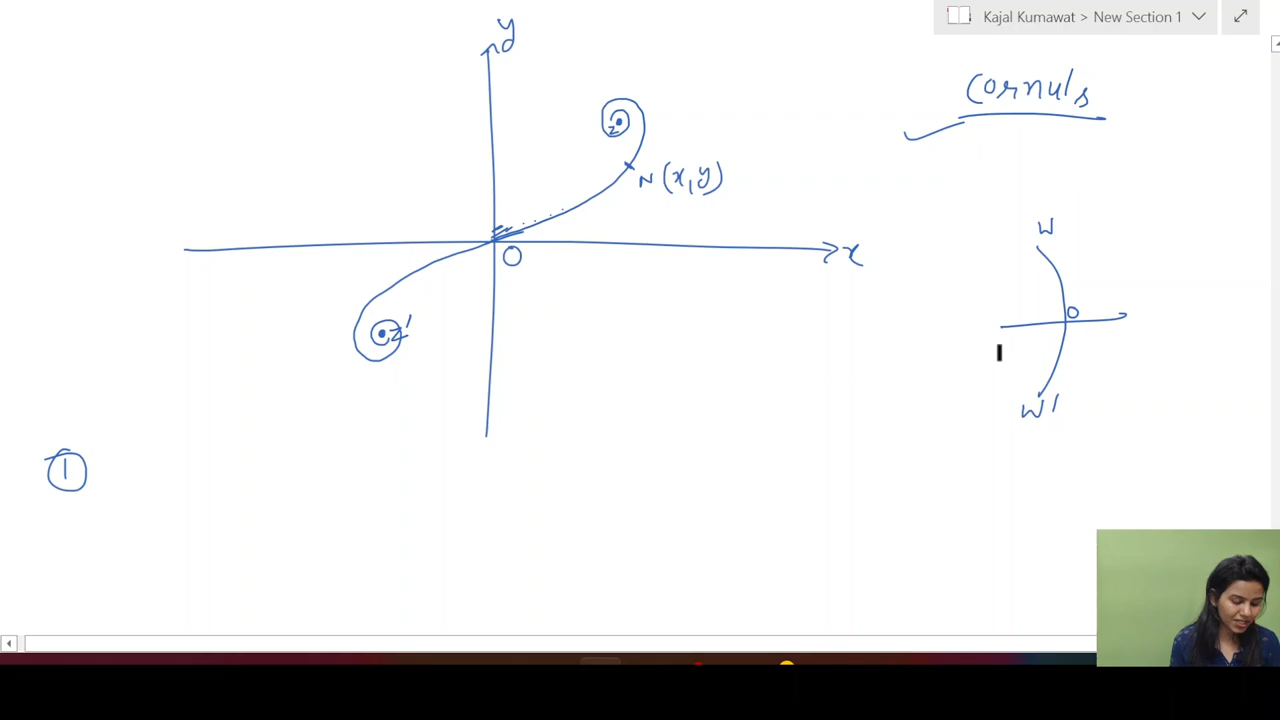 Kajal Kumawat > New Section 1
y
Cornu's
z
N (x, y)
W
O
x
O
z'
W'
1